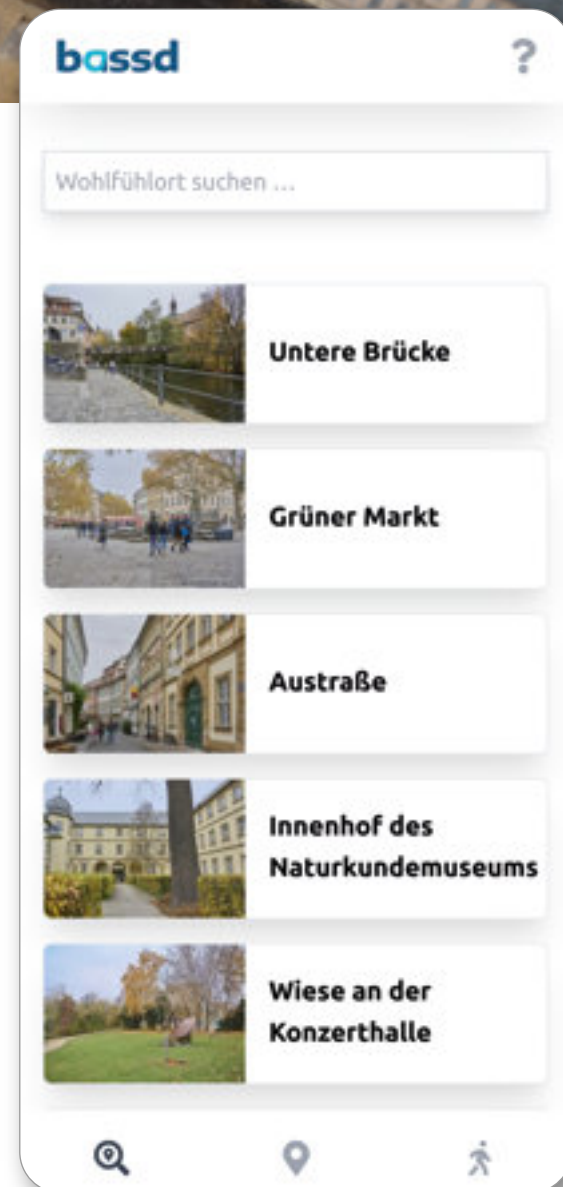 bassd
?
Wohlfühlort suchen ...
Untere Brücke
Grüner Markt
Austraße
Innenhof des
Naturkundemuseums
Wiese an der
Konzerthalle